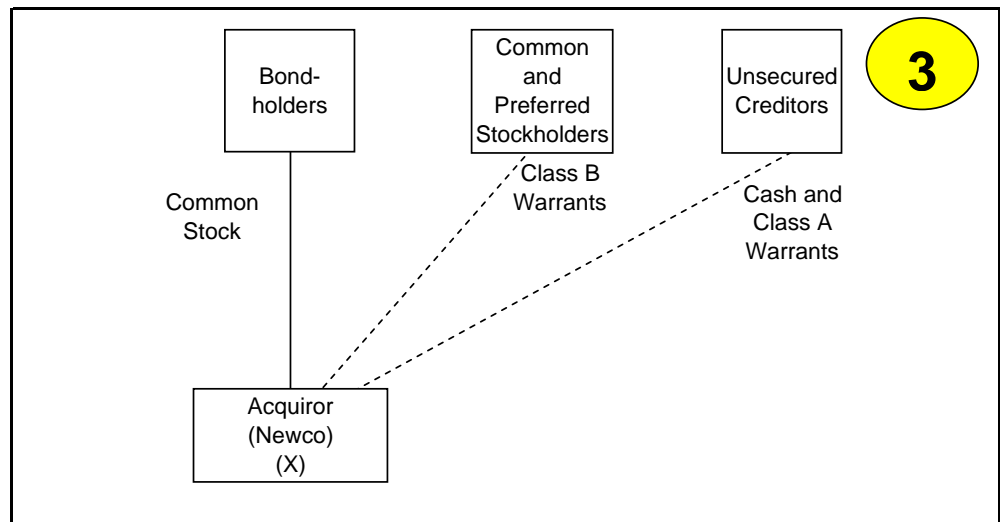 Bond-
holders
Common
and
Preferred
Stockholders
Unsecured
Creditors
3
Common
Stock
Class B
Warrants
Cash and
Class A
Warrants
Acquiror
(Newco)
(X)